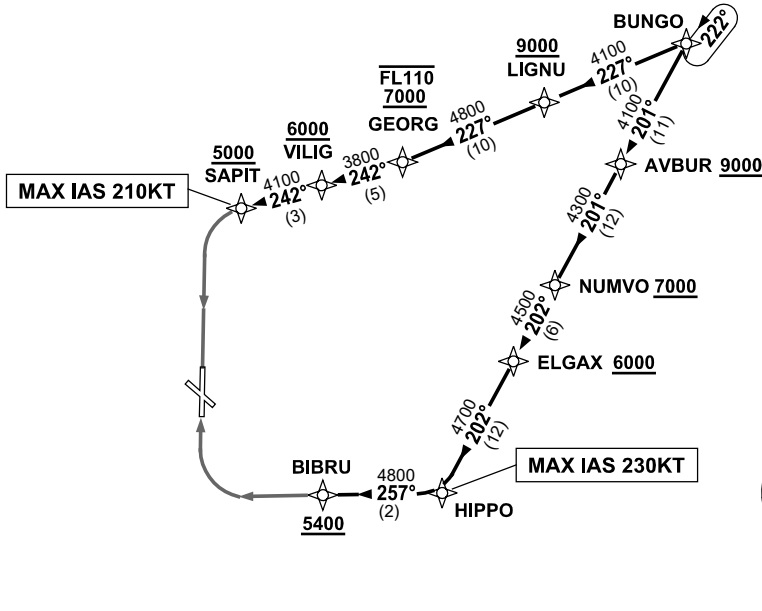 BUNGO
222°
9000
LIGNU
4100
227°
(10)
FL110
7000
GEORG
4800
227°
(10)
4100
201°
(11)
6000
VILIG
3800
242°
(5)
AVBUR 9000
5000
SAPIT
4100
242°
(3)
MAX IAS 210KT
4300
201°
(12)
NUMVO 7000
4500
202°
(6)
ELGAX 6000
4700
202°
(12)
BIBRU
4800
257°
(2)
MAX IAS 230KT
HIPPO
5400